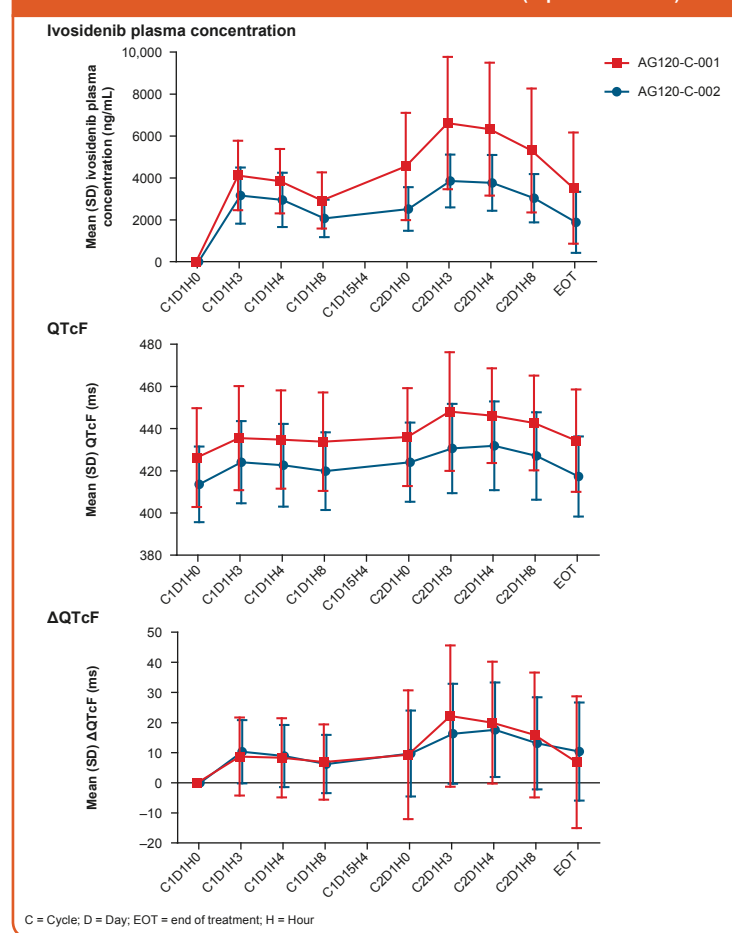 Ivosidenib plasma concentration
Mean (SD) ivosidenib plasma
concentration (ng/mL)
10,000
8000
6000
4000
2000
0
C1D1H0
C1D1H3
C1D1H4
C1D1H8
C1D15H4
C2D1H0
C2D1H3
C2D1H4
C2D1H8
EOT
AG120-C-001
AG120-C-002
QTcF
Mean (SD) QTcF (ms)
480
460
440
420
400
380
C1D1H0
C1D1H3
C1D1H4
C1D1H8
C1D15H4
C2D1H0
C2D1H3
C2D1H4
C2D1H8
EOT
ΔQTcF
Mean (SD) ΔQTcF (ms)
50
40
30
20
10
0
–10
–20
C1D1H0
C1D1H3
C1D1H4
C1D1H8
C1D15H4
C2D1H0
C2D1H3
C2D1H4
C2D1H8
EOT
C = Cycle; D = Day; EOT = end of treatment; H = Hour